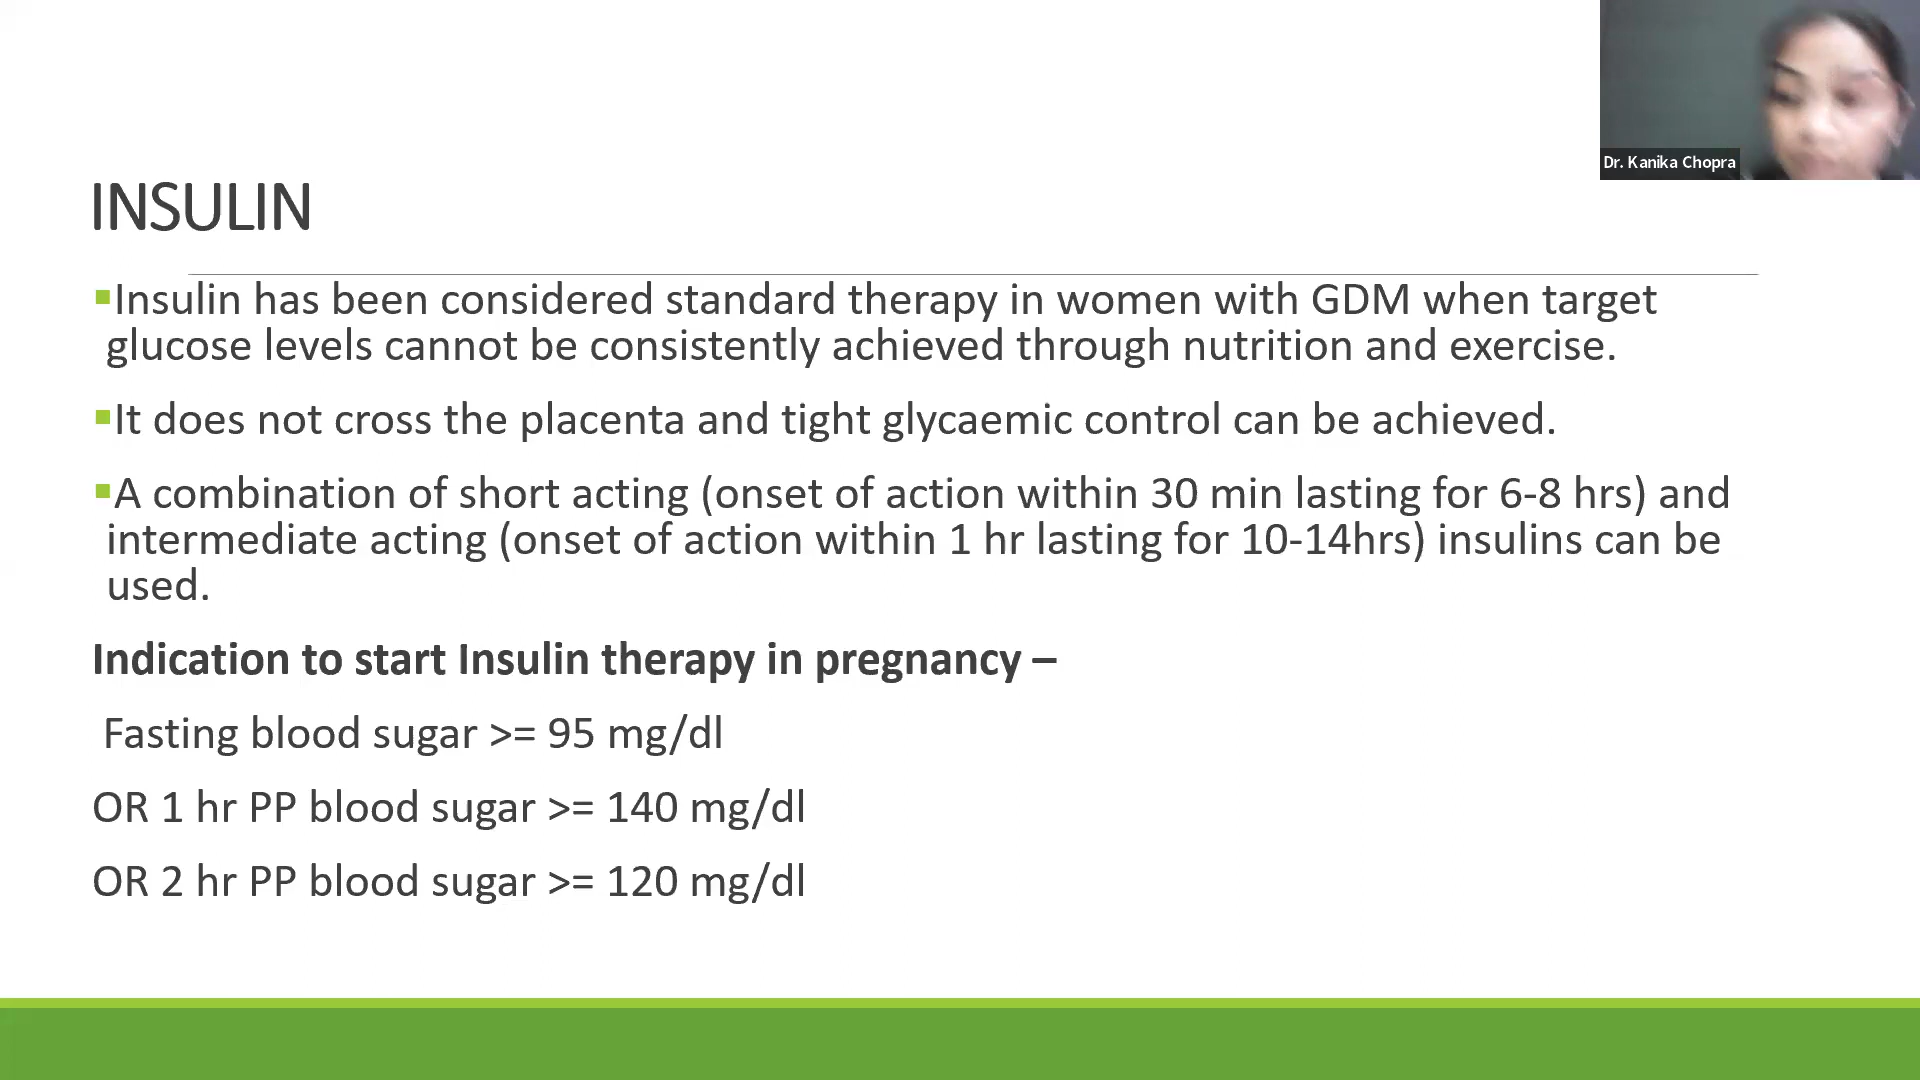 Dr. Kanika Chopra
INSULIN
▪Insulin has been considered standard therapy in women with GDM when target
glucose levels cannot be consistently achieved through nutrition and exercise.
▪It does not cross the placenta and tight glycaemic control can be achieved.
▪A combination of short acting (onset of action within 30 min lasting for 6-8 hrs) and
intermediate acting (onset of action within 1 hr lasting for 10-14hrs) insulins can be
used.
Indication to start Insulin therapy in pregnancy –
Fasting blood sugar >= 95 mg/dl
OR 1 hr PP blood sugar >= 140 mg/dl
OR 2 hr PP blood sugar >= 120 mg/dl